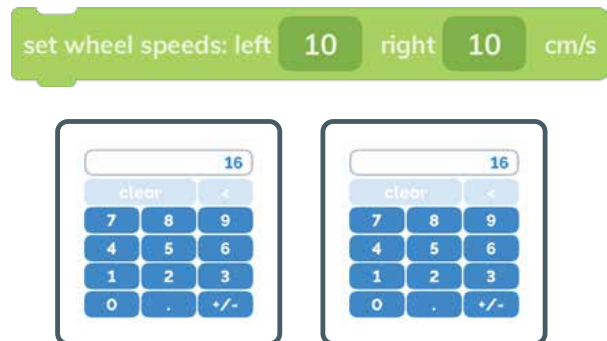 set wheel speeds: left 10 right 10 cm/s
16 16
clear < clear <
7 8 9 7 8 9
4 5 6 4 5 6
1 2 3 1 2 3
0 . +/- 0 . +/-